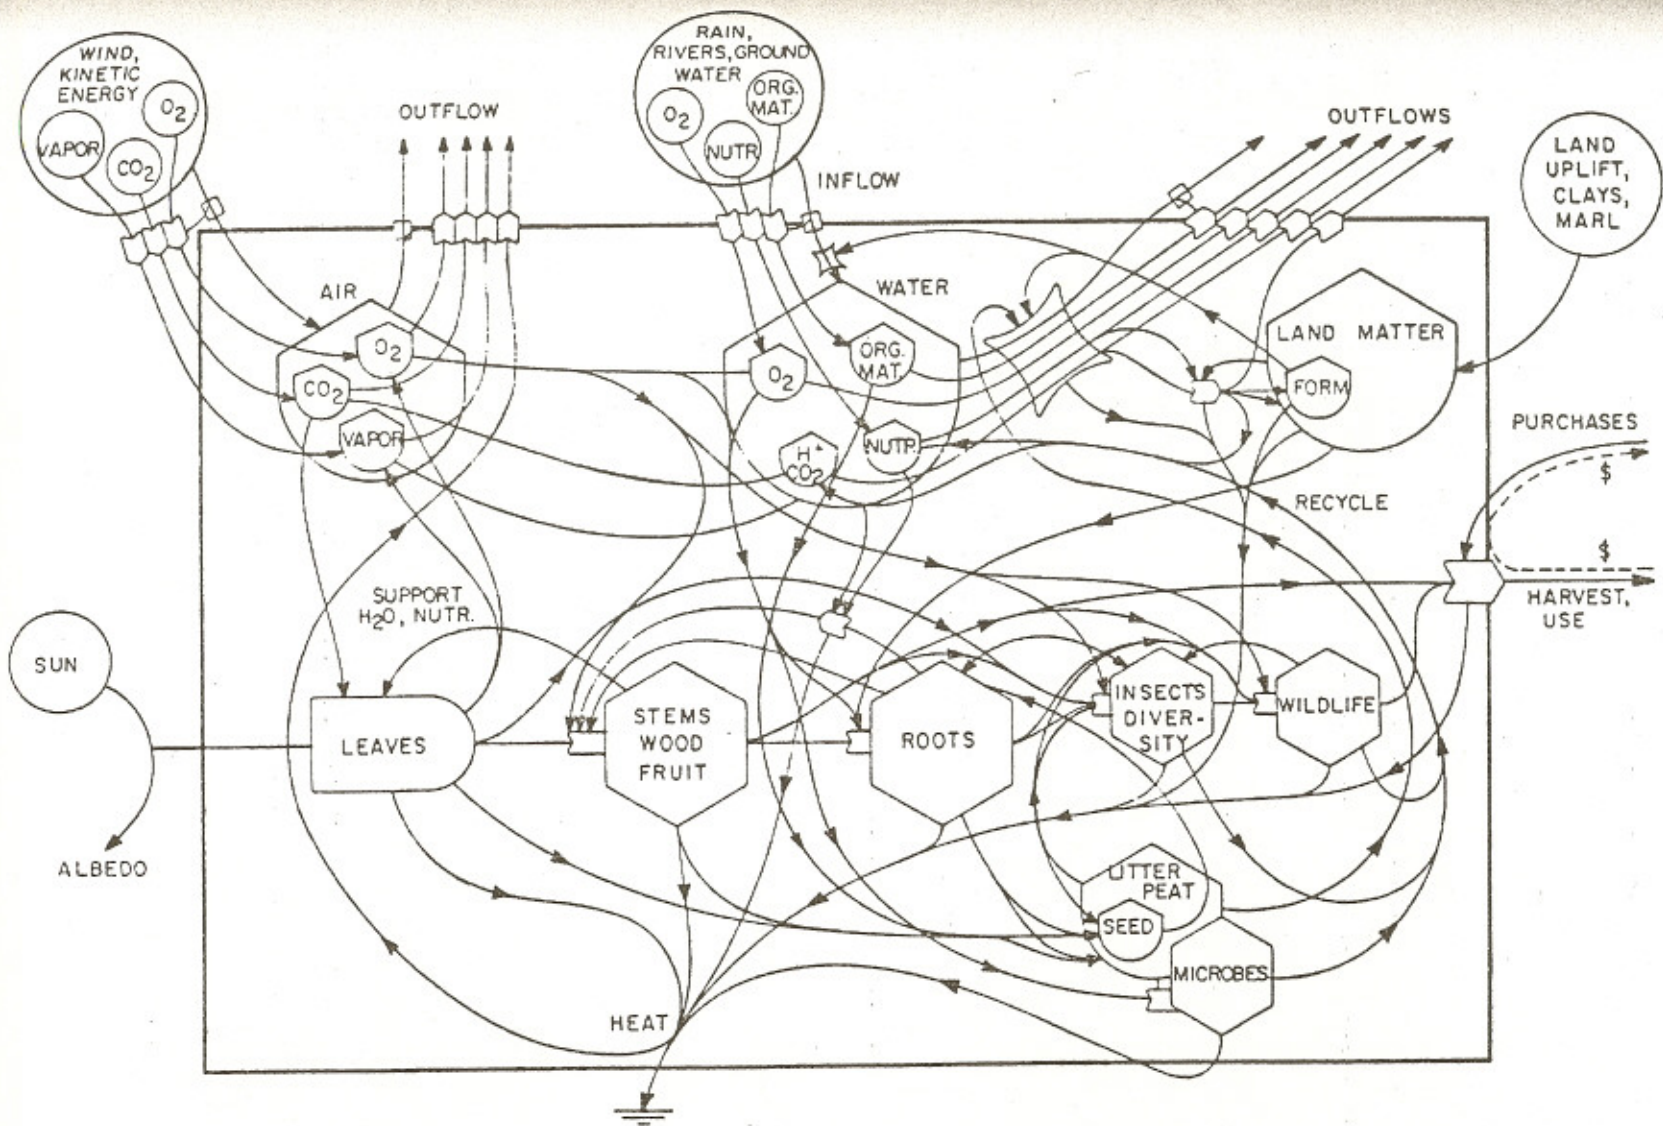 WIND,
KINETIC
ENERGY
O2
VAPOR
CO2
OUTFLOW
RAIN,
RIVERS, GROUND
WATER
ORG.
MAT.
O2
NUTR
INFLOW
OUTFLOWS
LAND
UPLIFT,
CLAYS,
MARL
AIR
O2
CO2
VAPOR
WATER
ORG.
MAT.
O2
H+
CO2
NUTR.
LAND MATTER
FORM
PURCHASES
$
RECYCLE
$
HARVEST,
USE
SUPPORT
H2O, NUTR.
SUN
ALBEDO
LEAVES
STEMS
WOOD
FRUIT
ROOTS
INSECTS
DIVER-
SITY
WILDLIFE
LITTER
PEAT
SEED
MICROBES
HEAT